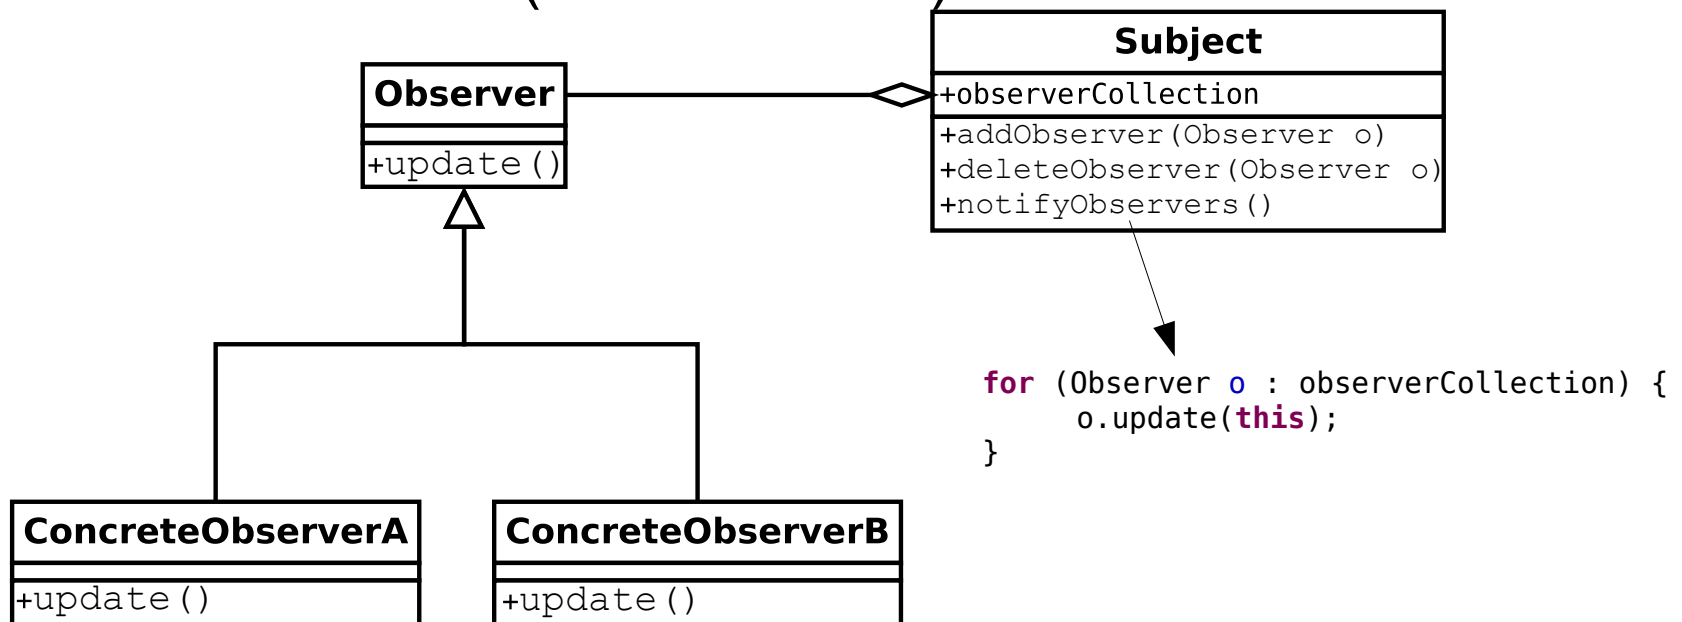 Subject
+observerCollection
+addObserver(Observer o)
+deleteObserver(Observer o)
+notifyObservers()
Observer
+update()
for (Observer o : observerCollection) {
o.update(this);
}
ConcreteObserverA
+update()
ConcreteObserverB
+update()